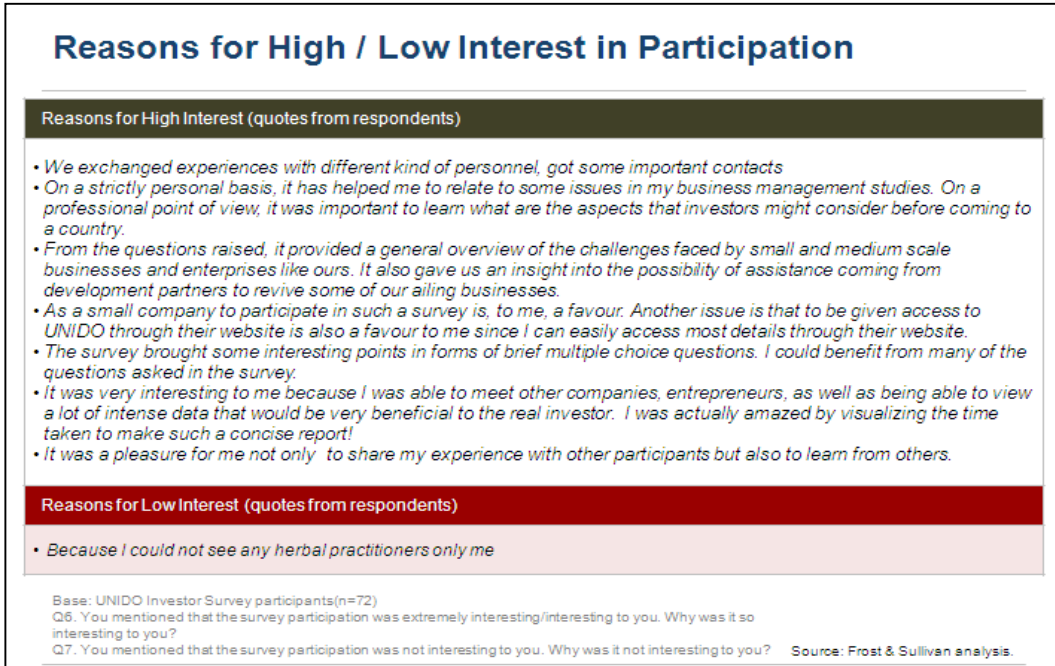 Reasons for High / Low Interest in Participation
Reasons for High Interest (quotes from respondents)
• We exchanged experiences with different kind of personnel, got some important contacts
• On a strictly personal basis, it has helped me to relate to some issues in my business management studies. On a
professional point of view, it was important to learn what are the aspects that investors might consider before coming to
a country.
• From the questions raised, it provided a general overview of the challenges faced by small and medium scale
businesses and enterprises like ours. It also gave us an insight into the possibility of assistance coming from
development partners to revive some of our ailing businesses.
• As a small company to participate in such a survey is, to me, a favour. Another issue is that to be given access to
UNIDO through their website is also a favour to me since I can easily access most details through their website.
• The survey brought some interesting points in forms of brief multiple choice questions. I could benefit from many of the
questions asked in the survey.
• It was very interesting to me because I was able to meet other companies, entrepreneurs, as well as being able to view
a lot of intense data that would be very beneficial to the real investor. I was actually amazed by visualizing the time
taken to make such a concise report!
• It was a pleasure for me not only to share my experience with other participants but also to learn from others.
Reasons for Low Interest (quotes from respondents)
• Because I could not see any herbal practitioners only me
Base: UNIDO Investor Survey participants(n=72)
Q6. You mentioned that the survey participation was extremely interesting/interesting to you. Why was it so
interesting to you?
Q7. You mentioned that the survey participation was not interesting to you. Why was it not interesting to you? Source: Frost & Sullivan analysis.